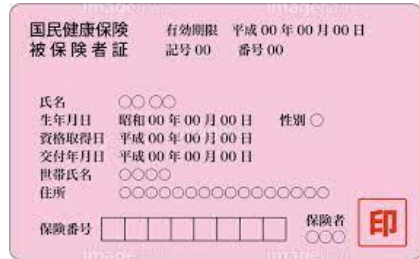 国民健康保険 有効期限 平成 00 年 00 月 00 日
被保険者証 記号 00 番号 00
氏名 ○○ ○○
生年月日 昭和 00 年 00 月 00 日 性別 ○
資格取得日 平成 00 年 00 月 00 日
交付年月日 平成 00 年 00 月 00 日
世帯氏名 ○○○○
住所 ○○○○○○○○○○○○○○○○
保険番号 保険者
○○○
印